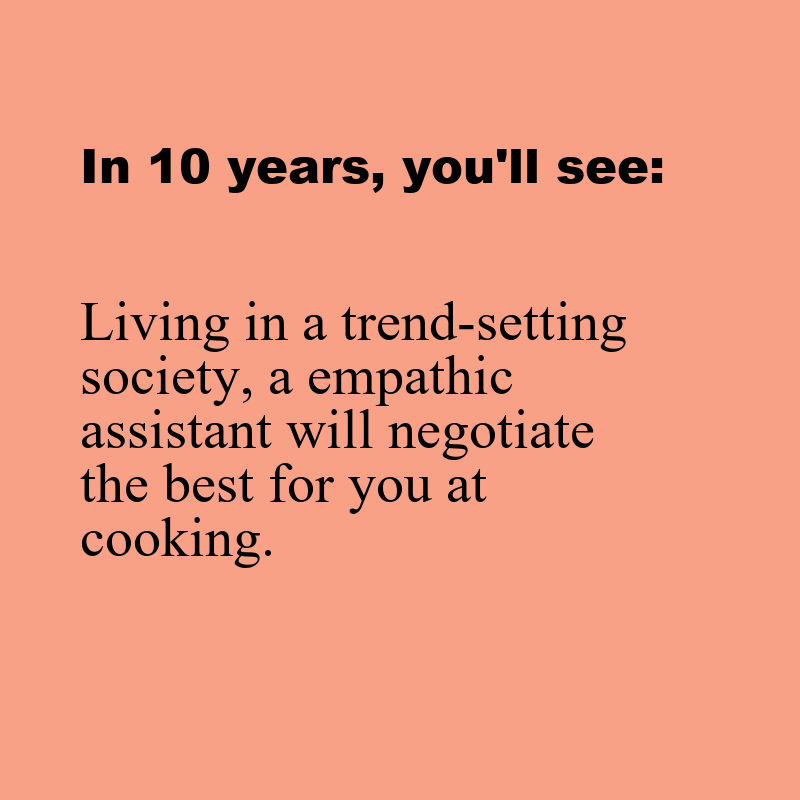 In 10 years, you'll see:
Living in a trend-setting
society, a empathic
assistant will negotiate
the best for you at
cooking.